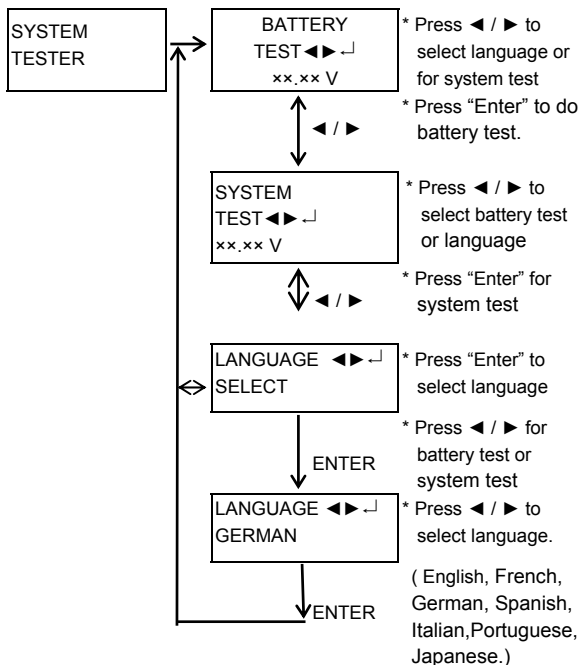 SYSTEM
TESTER
BATTERY
TEST◄►↵
××.×× V
* Press ◄ / ► to
select language or
for system test
* Press “Enter” to do
battery test.
◄ / ►
SYSTEM
TEST◄►↵
××.×× V
* Press ◄ / ► to
select battery test
or language
* Press “Enter” for
system test
◄ / ►
LANGUAGE ◄►↵
SELECT
* Press “Enter” to
select language
* Press ◄ / ► for
battery test or
system test
ENTER
LANGUAGE ◄►↵
GERMAN
* Press ◄ / ► to
select language.
( English, French,
German, Spanish,
Italian,Portuguese,
Japanese.)
ENTER